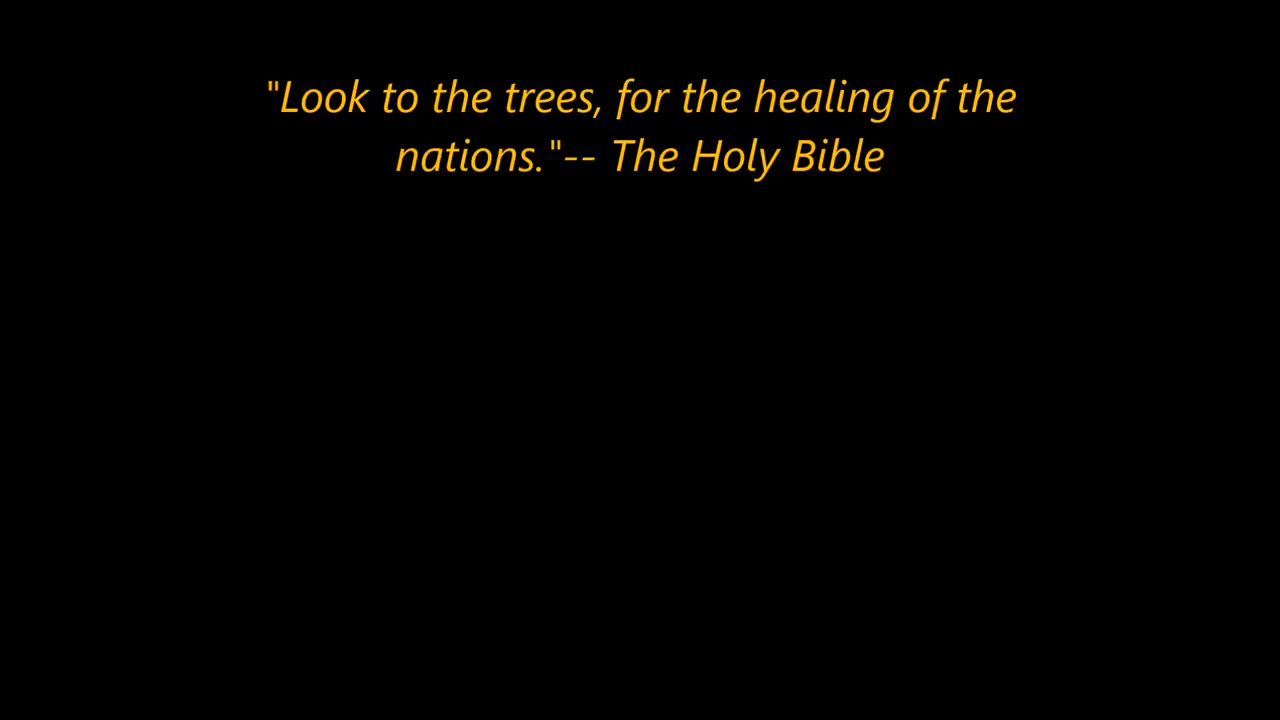 "Look to the trees, for the healing of the
nations."-- The Holy Bible